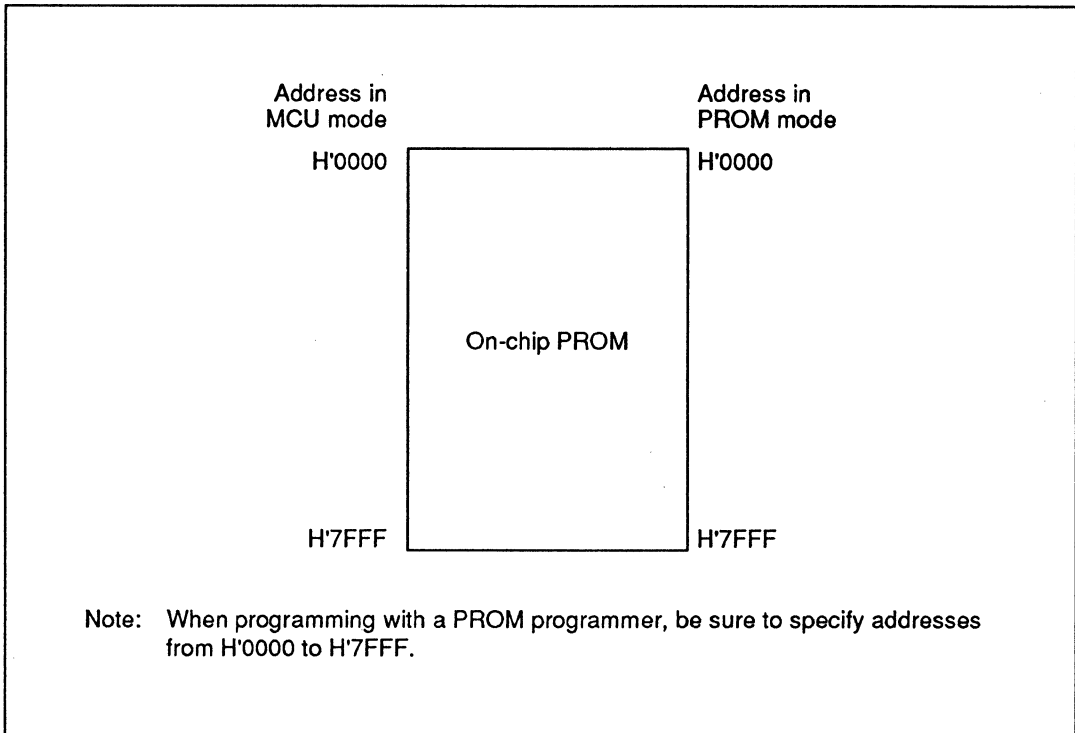 Address in
MCU mode
Address in
PROM mode
H'0000
H'0000
On-chip PROM
H'7FFF
H'7FFF
Note: When programming with a PROM programmer, be sure to specify addresses
from H'0000 to H'7FFF.